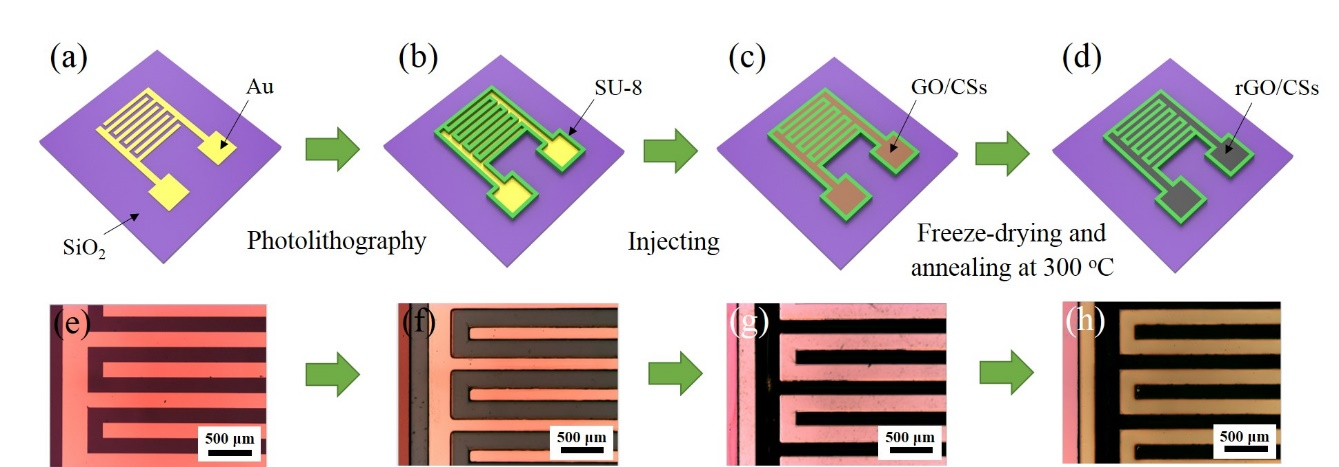 (a)
(b)
(c)
(d)
Au
SU-8
GO/CSs
rGO/CSs
SiO₂
Photolithography
Injecting
Freeze-drying and
annealing at 300 °C
(e)
(f)
(g)
(h)
500 μm
500 μm
500 μm
500 μm